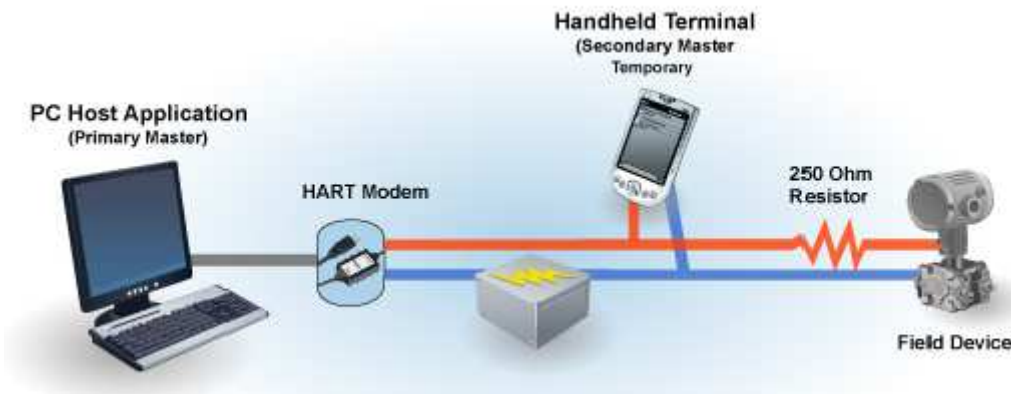 Handheld Terminal
(Secondary Master
Temporary
PC Host Application
(Primary Master)
HART Modem
250 Ohm
Resistor
Field Device